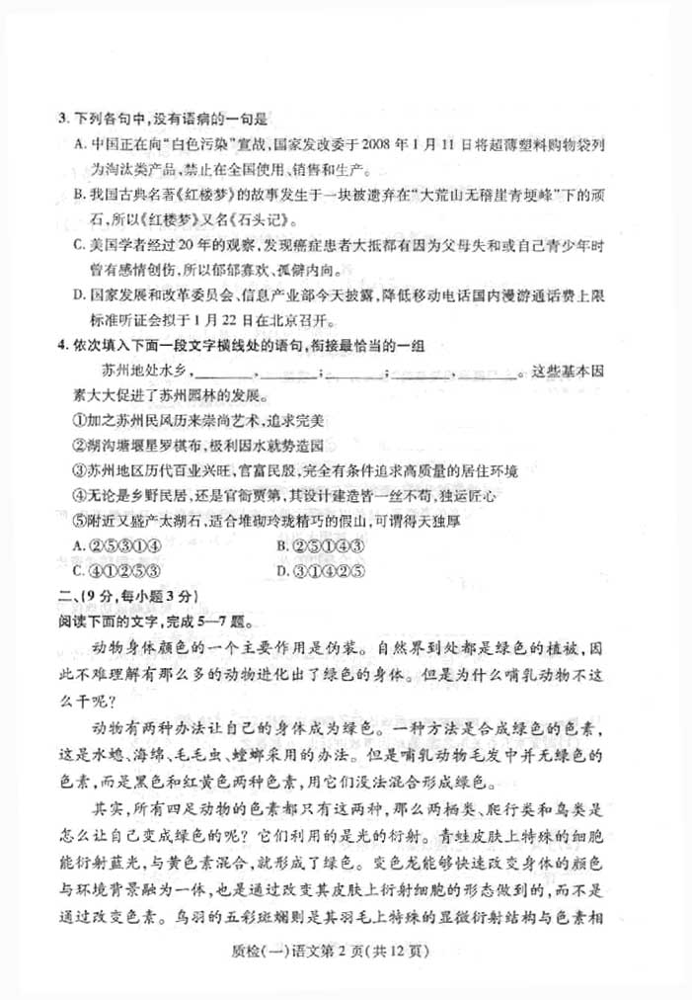 3. 下列各句中,没有语病的一句是
A. 中国正在向“白色污染”宣战,国家发改委于 2008 年 1 月 11 日将超薄塑料购物袋列
为淘汰类产品,禁止在全国使用、销售和生产。
B. 我国古典名著《红楼梦》的故事发生于一块被遗弃在“大荒山无稽崖青埂峰”下的顽
石,所以《红楼梦》又名《石头记》。
C. 美国学者经过 20 年的观察,发现癌症患者大抵都有因为父母失和或自己青少年时
曾有感情创伤,所以郁郁寡欢、孤僻内向。
D. 国家发展和改革委员会、信息产业部今天披露,降低移动电话国内漫游通话费上限
标准听证会拟于 1 月 22 日在北京召开。
4. 依次填入下面一段文字横线处的语句,衔接最恰当的一组
苏州地处水乡,________,________;________;________,________。这些基本因
素大大促进了苏州园林的发展。
①加之苏州民风历来崇尚艺术,追求完美
②湖沟塘堰星罗棋布,极利因水就势造园
③苏州地区历代百业兴旺,官富民殷,完全有条件追求高质量的居住环境
④无论是乡野民居,还是官衙贾第,其设计建造皆一丝不苟,独运匠心
⑤附近又盛产太湖石,适合堆砌玲珑精巧的假山,可谓得天独厚
A. ②⑤③①④ B. ②⑤①④③
C. ④①②⑤③ D. ③①④②⑤
二、(9 分,每小题 3 分)
阅读下面的文字,完成 5—7 题。
动物身体颜色的一个主要作用是伪装。自然界到处都是绿色的植被,因
此不难理解有那么多的动物进化出了绿色的身体。但是为什么哺乳动物不这
么干呢?
动物有两种办法让自己的身体成为绿色。一种方法是合成绿色的色素,
这是水螅、海绵、毛毛虫、螳螂采用的办法。但是哺乳动物毛发中并无绿色的
色素,而是黑色和红黄色两种色素,用它们没法混合形成绿色。
其实,所有四足动物的色素都只有这两种,那么两栖类、爬行类和鸟类是
怎么让自己变成绿色的呢? 它们利用的是光的衍射。青蛙皮肤上特殊的细胞
能衍射蓝光,与黄色素混合,就形成了绿色。变色龙能够快速改变身体的颜色
与环境背景融为一体,也是通过改变其皮肤上衍射细胞的形态做到的,而不是
通过改变色素。鸟羽的五彩斑斓则是其羽毛上特殊的显微衍射结构与色素相
质检(一)语文第 2 页(共 12 页)